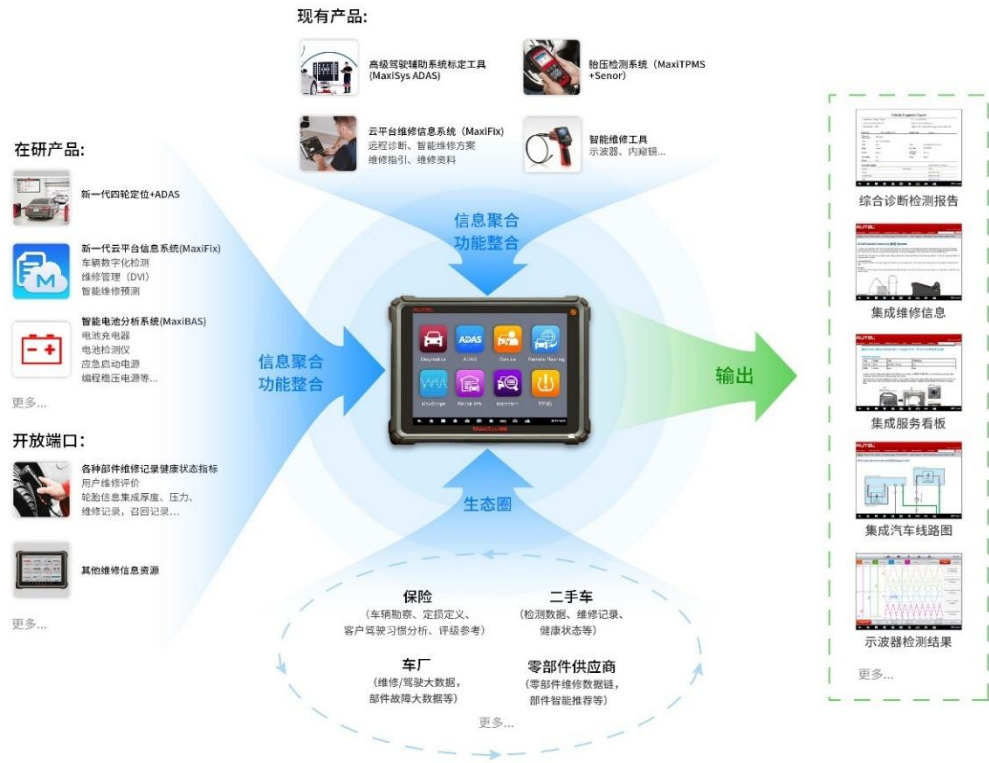 现有产品:
高级驾驶辅助系统标定工具
(MaxiSys ADAS)
胎压检测系统（MaxiTPMS
+Senor）
云平台维修信息系统（MaxiFix)
远程诊断、智能维修方案
维修指引、维修资料
智能维修工具
示波器、内窥镜...
在研产品:
新一代四轮定位+ADAS
新一代云平台信息系统(MaxiFix)
车辆数字化检测
维修管理（DVI）
智能维修预测
智能电池分析系统(MaxiBAS)
电池充电器
电池检测仪
应急启动电源
编程稳压电源等...
更多...
开放端口：
各种部件维修记录健康状态指标
用户维修评价
轮胎信息集成厚度、压力、
维修记录，召回记录...
其他维修信息资源
更多...
信息聚合
功能整合
信息聚合
功能整合
AUTEL
Diagnostics
ADAS
Service
MaxiScope
TPMS
MaxiSys
生态圈
输出
保险
（车辆勘察、定损定义、
客户驾驶习惯分析、评级参考）
二手车
（检测数据、维修记录、
健康状态等）
车厂
（维修/驾驶大数据，
部件故障大数据等）
零部件供应商
（零部件维修数据链，
部件智能推荐等）
更多...
综合诊断检测报告
AUTEL
集成维修信息
AUTEL
集成服务看板
AUTEL
集成汽车线路图
示波器检测结果
更多...